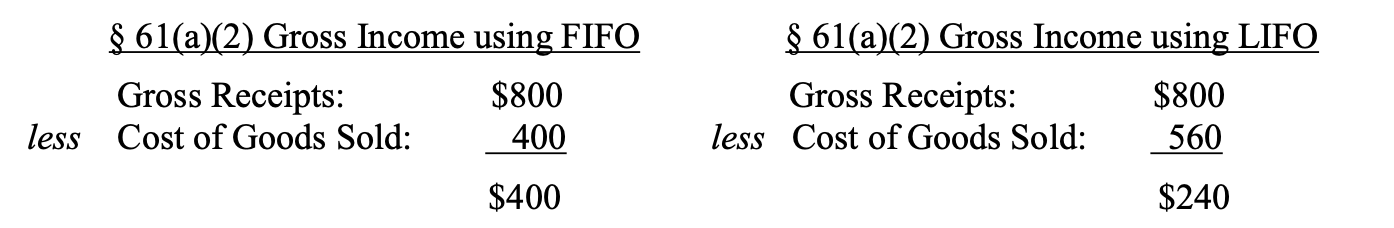 § 61(a)(2) Gross Income using FIFO
Gross Receipts: $800
less Cost of Goods Sold: 400
$400
§ 61(a)(2) Gross Income using LIFO
Gross Receipts: $800
less Cost of Goods Sold: 560
$240